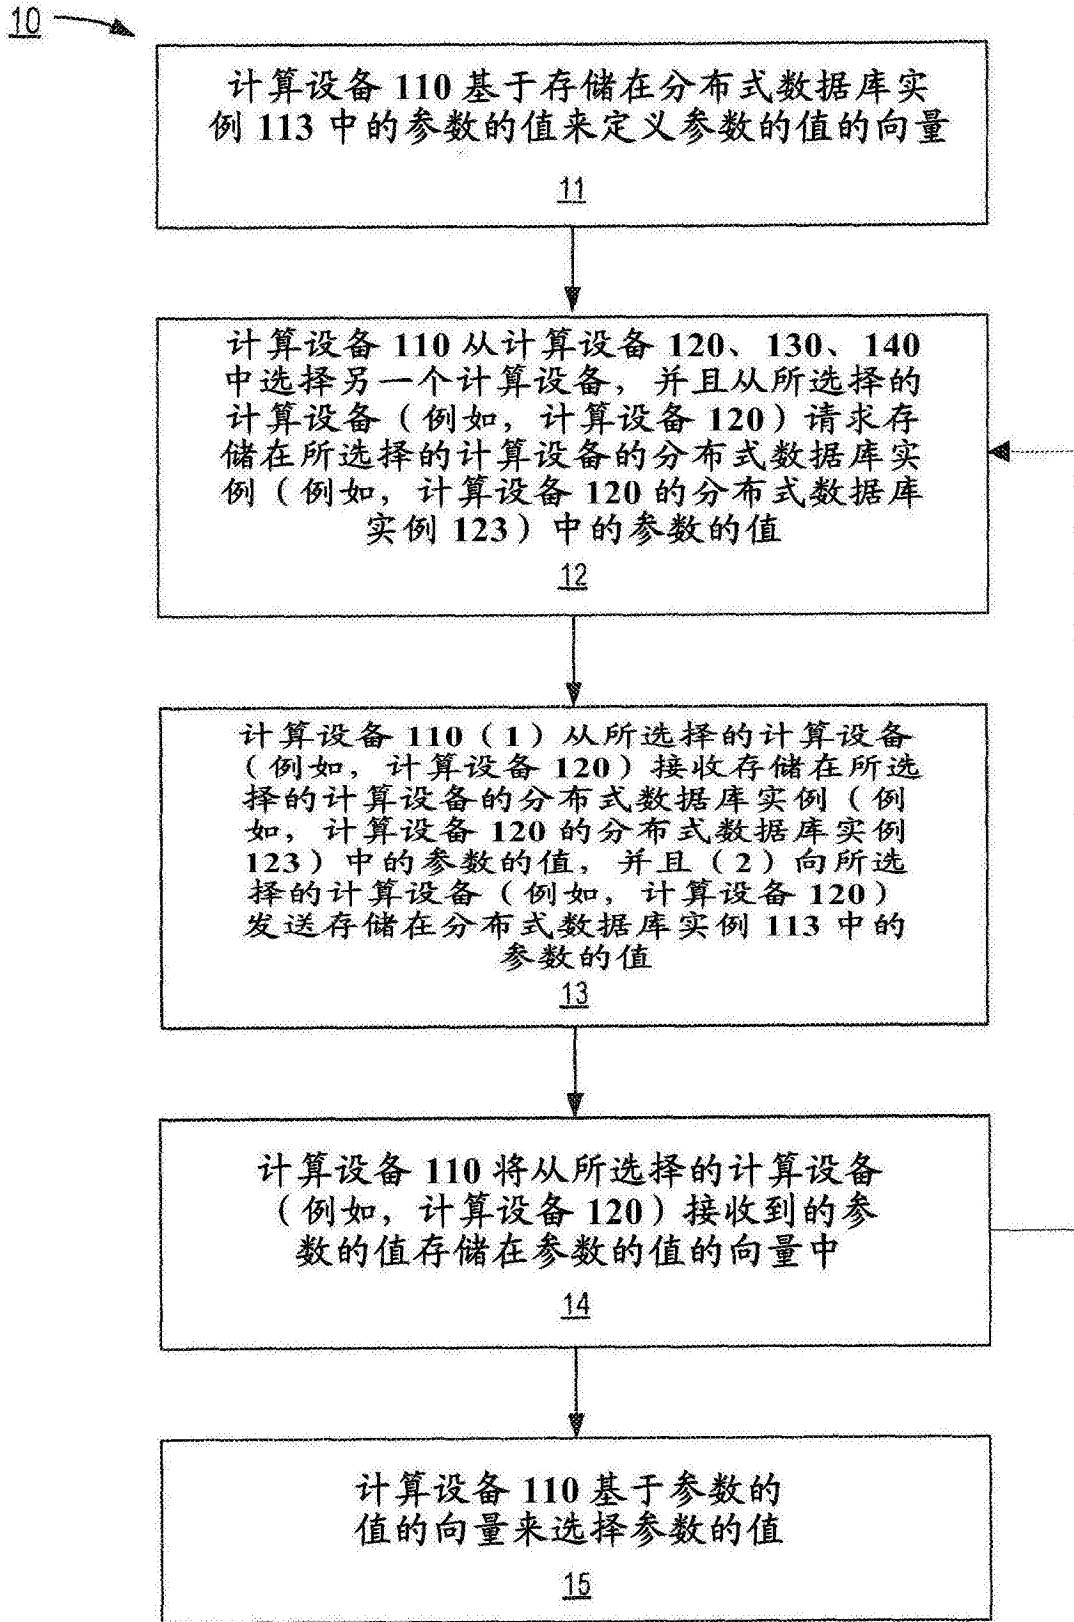 10
计算设备 110 基于存储在分布式数据库实
例 113 中的参数的值来定义参数的值的向量
11
计算设备 110 从计算设备 120、130、140
中选择另一个计算设备，并且从所选择的
计算设备（例如，计算设备 120）请求存
储在所选择的计算设备的分布式数据库实
例（例如，计算设备 120 的分布式数据库
实例 123）中的参数的值
12
计算设备 110（1）从所选择的计算设备
（例如，计算设备 120）接收存储在所选
择的计算设备的分布式数据库实例（例
如，计算设备 120 的分布式数据库实例
123）中的参数的值，并且（2）向所选
择的计算设备（例如，计算设备 120）
发送存储在分布式数据库实例 113 中的
参数的值
13
计算设备 110 将从所选择的计算设备
（例如，计算设备 120）接收到的参
数的值存储在参数的值的向量中
14
计算设备 110 基于参数的
值的向量来选择参数的值
15